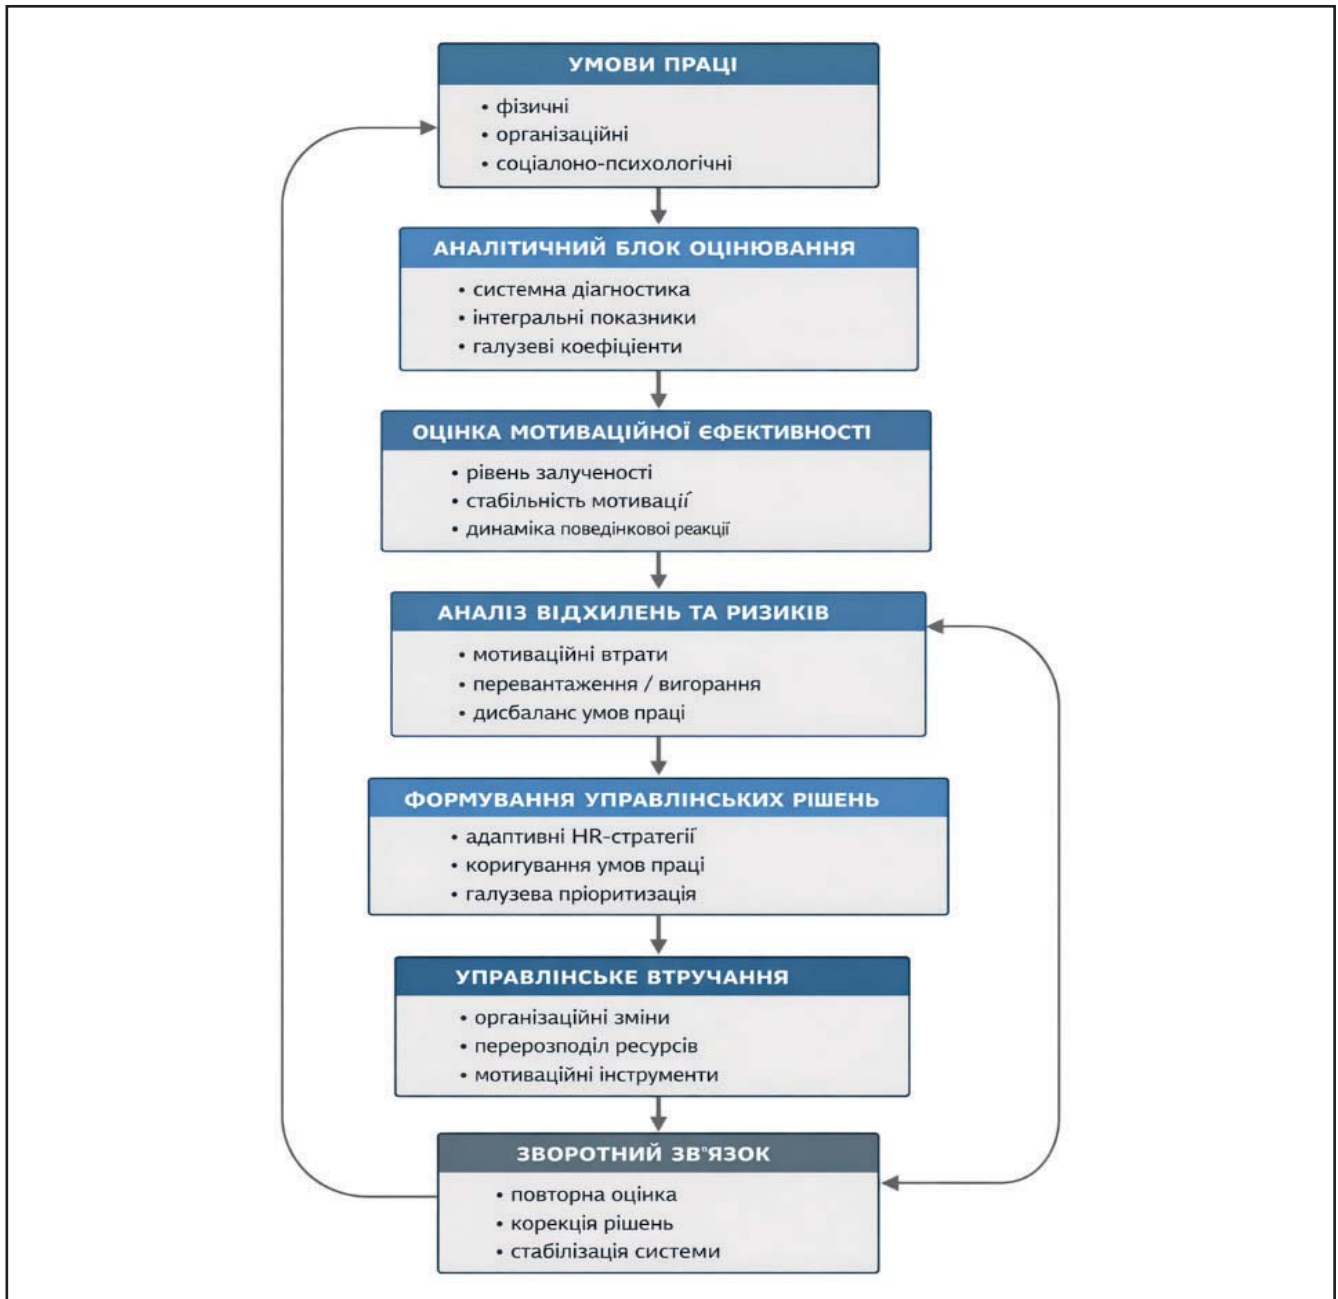 УМОВИ ПРАЦІ
• фізичні
• організаційні
• соціалоно-психологічні
АНАЛІТИЧНИЙ БЛОК ОЦІНЮВАННЯ
• системна діагностика
• інтегральні показники
• галузеві коефіцієнти
ОЦІНКА МОТИВАЦІЙНОЇ ЄФЕКТИВНОСТІ
• рівень залученості
• стабільність мотивації
• динаміка поведінкової реакції
АНАЛІЗ ВІДХИЛЕНЬ ТА РИЗИКІВ
• мотиваційні втрати
• перевантаження / вигорання
• дисбаланс умов праці
ФОРМУВАННЯ УПРАВЛІНСЬКИХ РІШЕНЬ
• адаптивні HR-стратегії
• коригування умов праці
• галузева пріоритизація
УПРАВЛІНСЬКЕ ВТРУЧАННЯ
• організаційні зміни
• перерозподіл ресурсів
• мотиваційні інструменти
ЗВОРОТНИЙ ЗВ"ЯЗОК
• повторна оцінка
• корекція рішень
• стабілізація системи